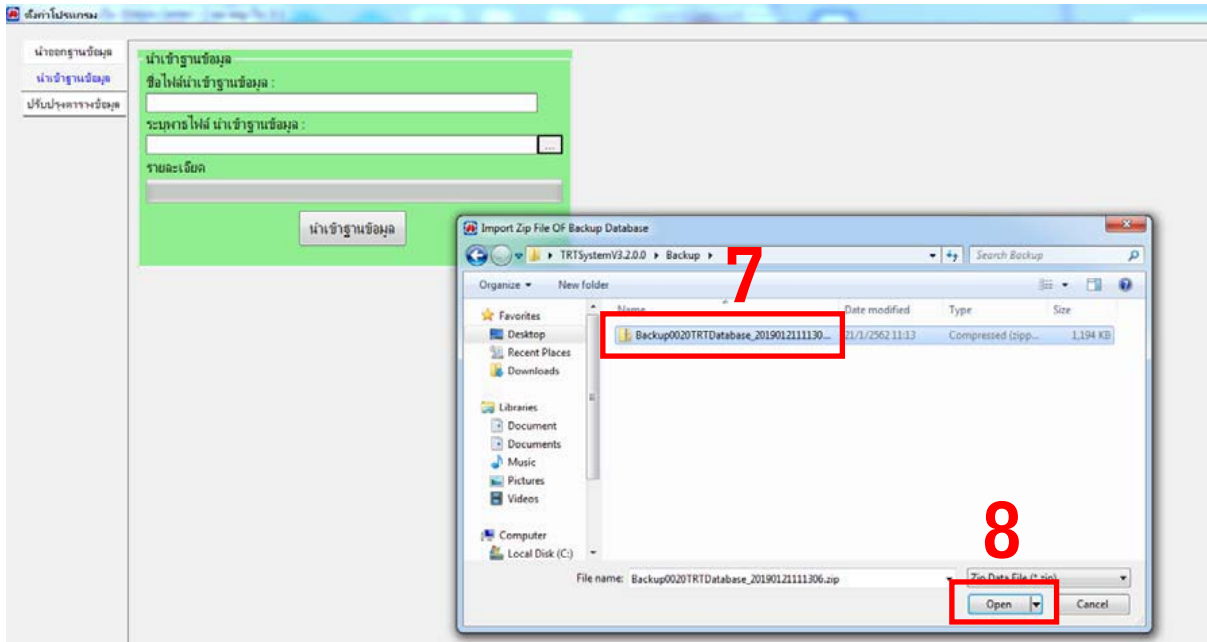 ตั้งค่าโปรแกรม
นำออกฐานข้อมูล
นำเข้าฐานข้อมูล
ปรับปรุงตารางข้อมูล
นำเข้าฐานข้อมูล
ชื่อไฟล์นำเข้าฐานข้อมูล :
ระบุพารธไฟล์ นำเข้าฐานข้อมูล :
...
รายละเอียด
นำเข้าฐานข้อมูล
Import Zip File OF Backup Database
TRTSystemV3.2.0.0 Backup
Search Backup
7
Organize New folder
Name Date modified Type Size
Backup0020TRTDatabase_2019012111130... 21/1/2562 11:13 Compressed (zipp... 1,194 KB
Favorites
Desktop
Recent Places
Downloads
Libraries
Document
Documents
Music
Pictures
Videos
Computer
Local Disk (C:)
8
File name: Backup0020TRTDatabase_20190121111306.zip Zip Data File (*.zip)
Open Cancel